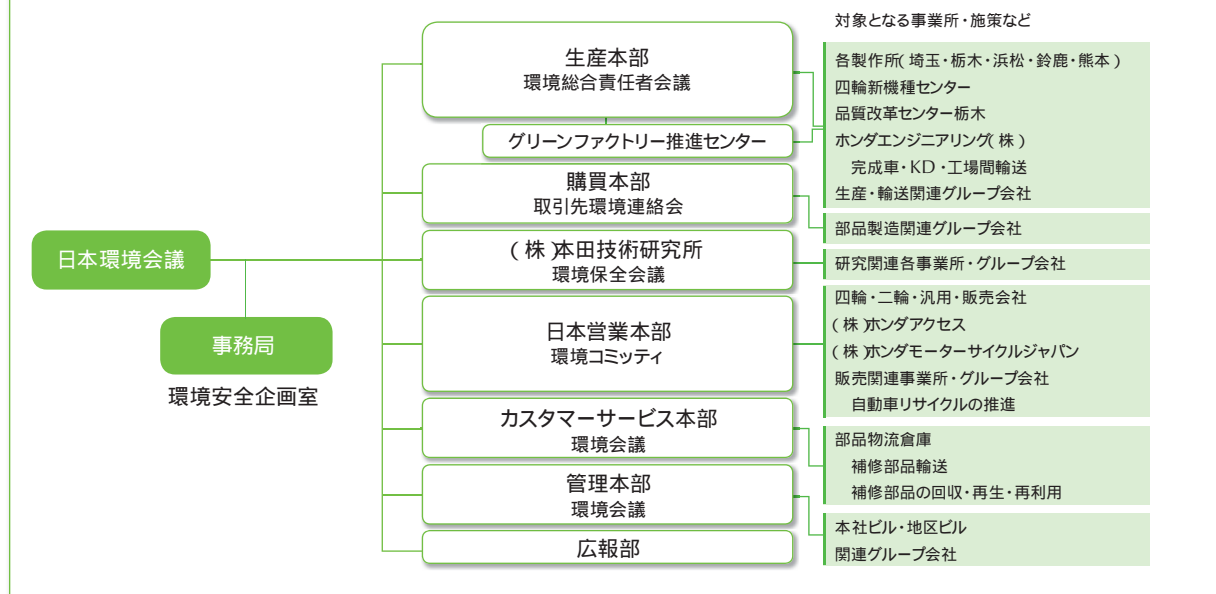 対象となる事業所・施策など
日本環境会議
事務局
環境安全企画室
生産本部
環境総合責任者会議
グリーンファクトリー推進センター
各製作所(埼玉・栃木・浜松・鈴鹿・熊本)
四輪新機種センター
品質改革センター栃木
ホンダエンジニアリング(株)
完成車・KD・工場間輸送
生産・輸送関連グループ会社
購買本部
取引先環境連絡会
部品製造関連グループ会社
(株)本田技術研究所
環境保全会議
研究関連各事業所・グループ会社
日本営業本部
環境コミッティ
四輪・二輪・汎用・販売会社
(株)ホンダアクセス
(株)ホンダモーターサイクルジャパン
販売関連事業所・グループ会社
自動車リサイクルの推進
カスタマーサービス本部
環境会議
部品物流倉庫
補修部品輸送
補修部品の回収・再生・再利用
管理本部
環境会議
本社ビル・地区ビル
関連グループ会社
広報部